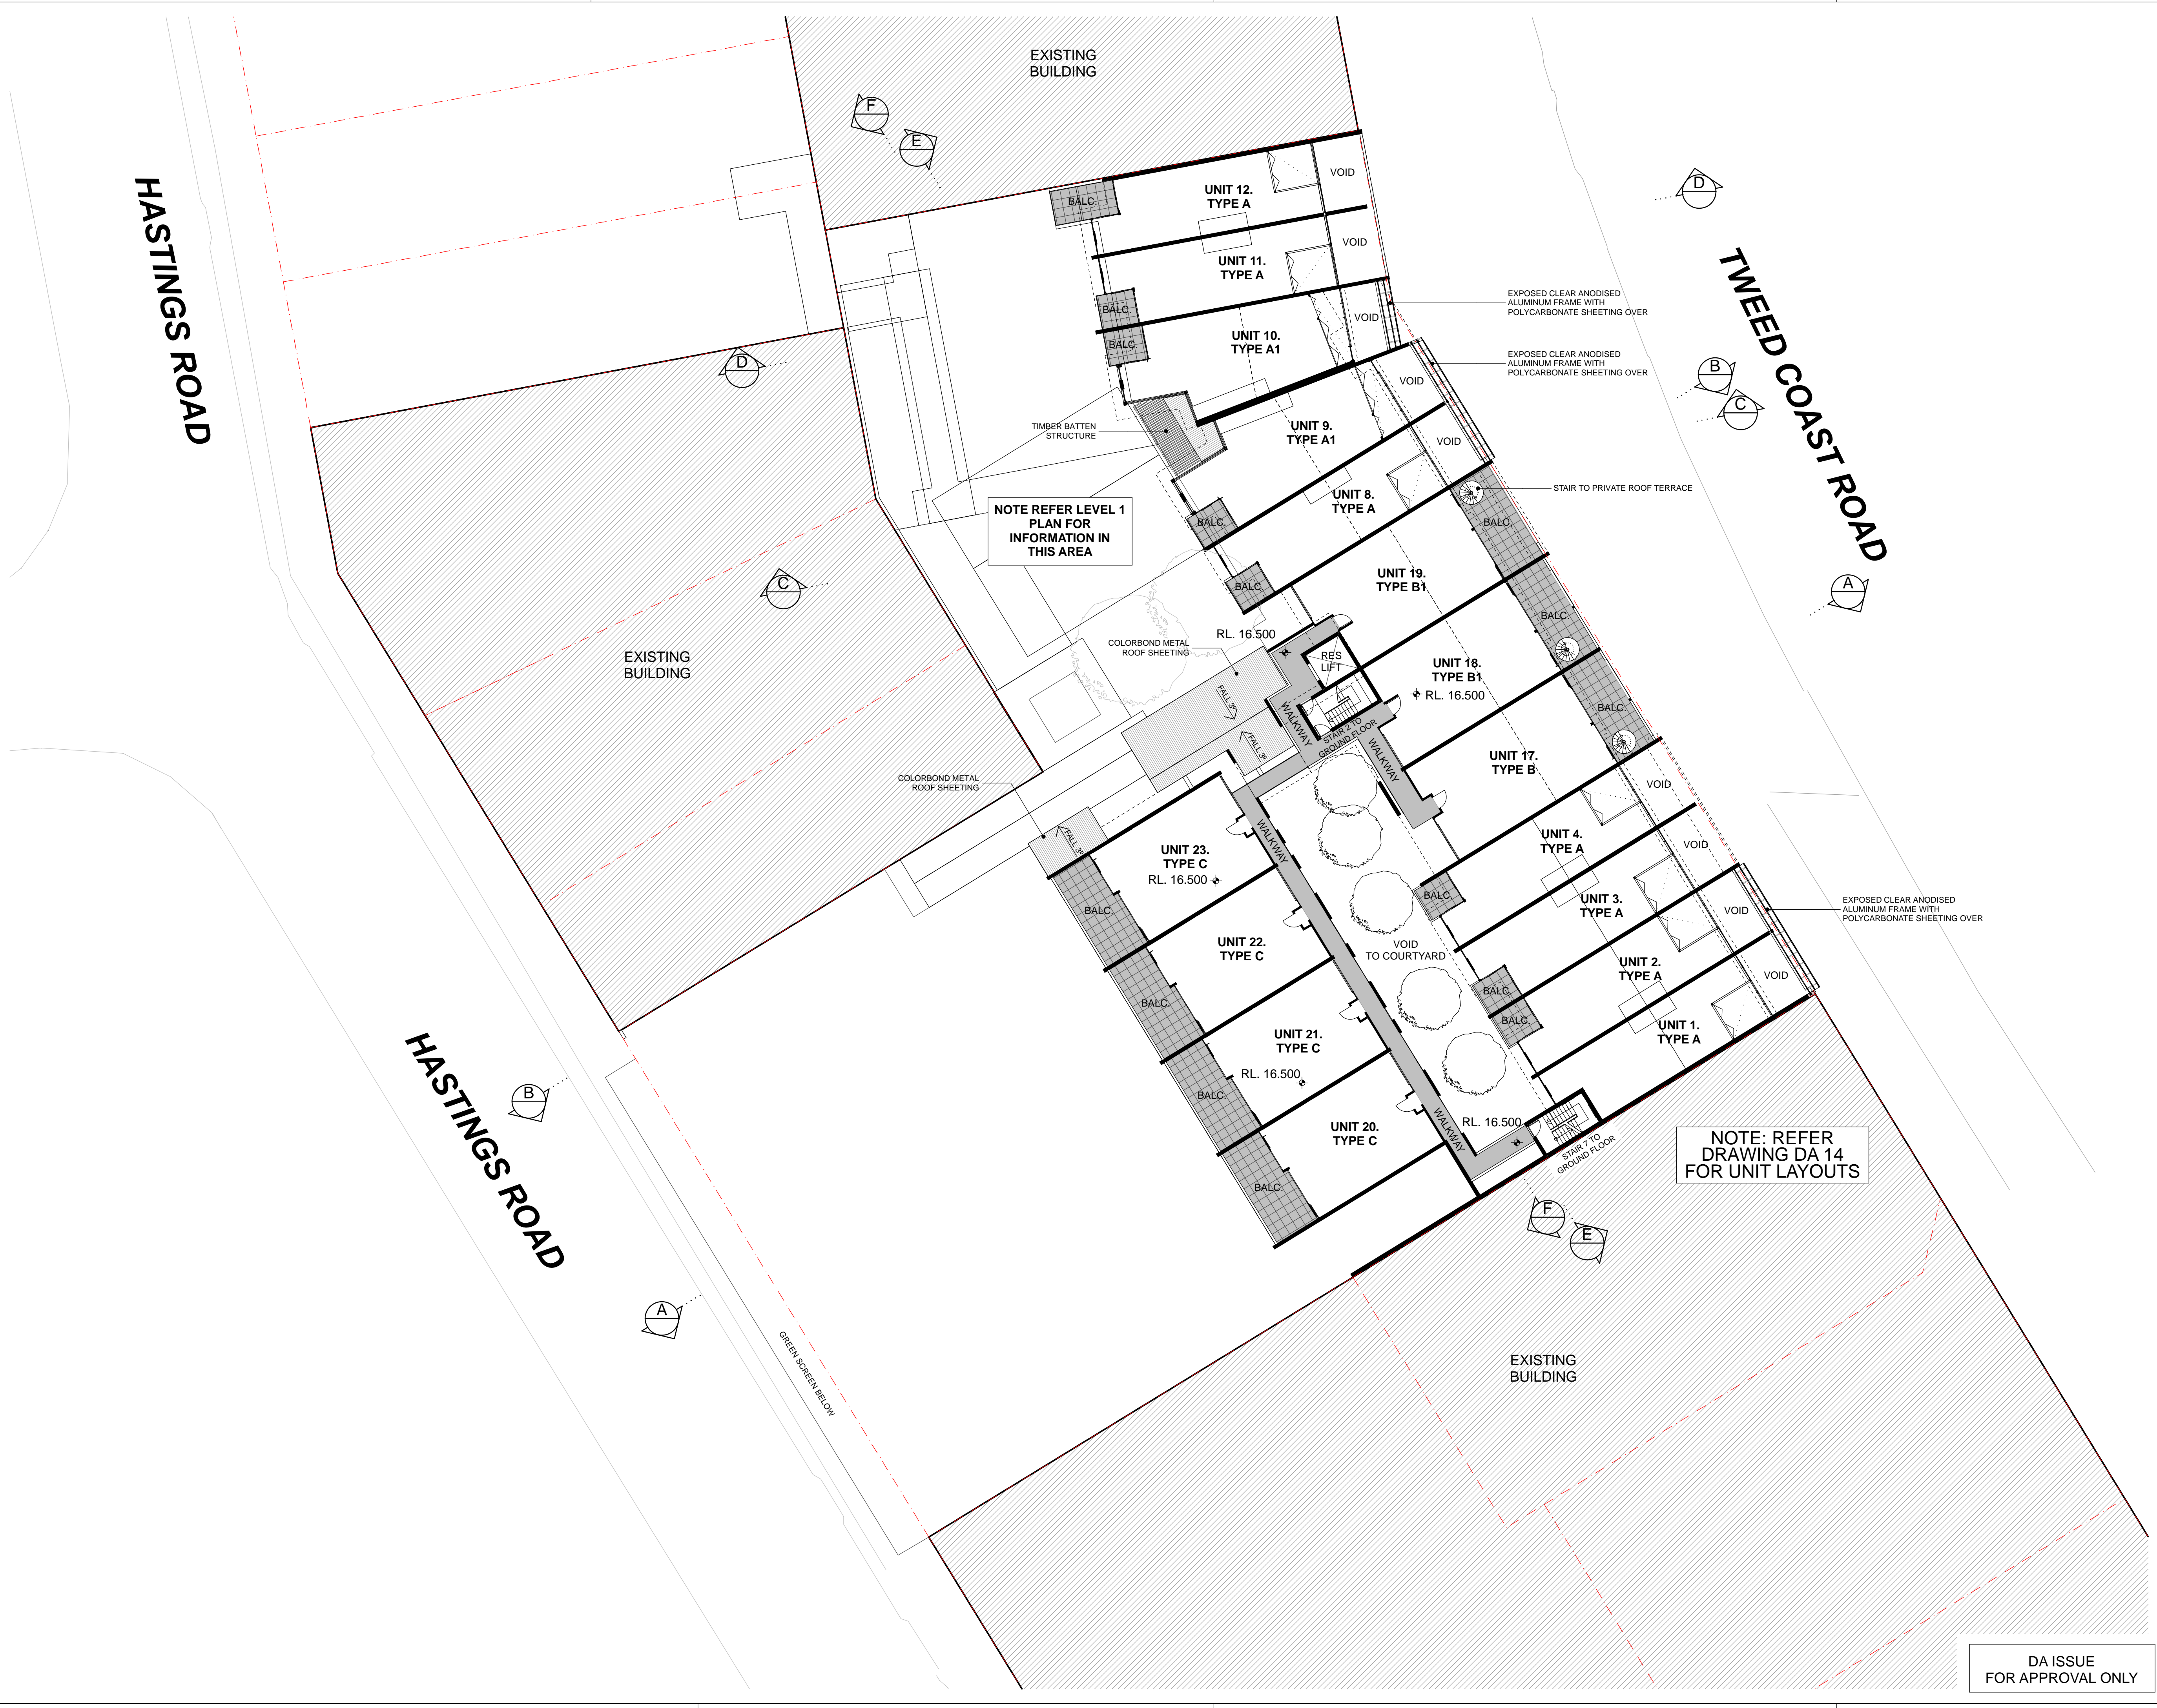 EXISTING
BUILDING
F
E
D
HASTINGS ROAD
TWEED COAST ROAD
VOID
UNIT 12.
TYPE A
BALC.
VOID
UNIT 11.
TYPE A
EXPOSED CLEAR ANODISED
ALUMINUM FRAME WITH
POLYCARBONATE SHEETING OVER
BALC.
VOID
UNIT 10.
TYPE A1
BALC.
EXPOSED CLEAR ANODISED
ALUMINUM FRAME WITH
POLYCARBONATE SHEETING OVER
D
B
C
VOID
TIMBER BATTEN
STRUCTURE
UNIT 9.
TYPE A1
VOID
STAIR TO PRIVATE ROOF TERRACE
UNIT 8.
TYPE A
NOTE REFER LEVEL 1
PLAN FOR
INFORMATION IN
THIS AREA
BALC.
BALC.
C
A
UNIT 19.
TYPE B1
BALC.
BALC.
RL. 16.500
COLORBOND METAL
ROOF SHEETING
RES
LIFT
EXISTING
BUILDING
UNIT 18.
TYPE B1
RL. 16.500
FALL 3º
WALKWAY
BALC.
STAIR 2 TO
GROUND FLOOR
FALL 3º
WALKWAY
UNIT 17.
TYPE B
COLORBOND METAL
ROOF SHEETING
VOID
FALL 3º
WALKWAY
UNIT 4.
TYPE A
VOID
UNIT 23.
TYPE C
RL. 16.500
BALC.
UNIT 3.
TYPE A
VOID
EXPOSED CLEAR ANODISED
ALUMINUM FRAME WITH
POLYCARBONATE SHEETING OVER
BALC.
UNIT 22.
TYPE C
VOID
TO COURTYARD
UNIT 2.
TYPE A
VOID
BALC.
BALC.
BALC.
UNIT 1.
TYPE A
UNIT 21.
TYPE C
RL. 16.500
HASTINGS ROAD
B
BALC.
UNIT 20.
TYPE C
WALKWAY
RL. 16.500
STAIR 7 TO
GROUND FLOOR
NOTE: REFER
DRAWING DA 14
FOR UNIT LAYOUTS
BALC.
F
E
A
GREEN SCREEN BELOW
EXISTING
BUILDING
DA ISSUE
FOR APPROVAL ONLY